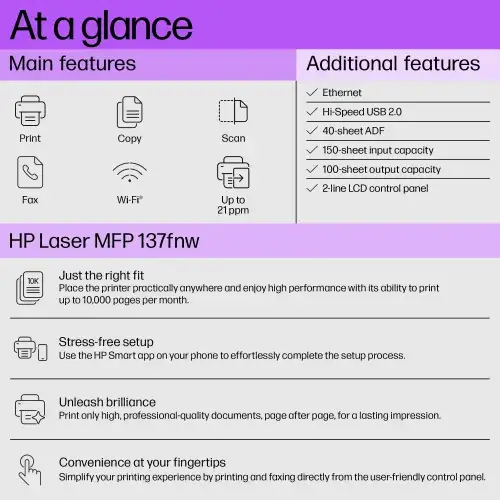 At a glance
Main features
Print
Copy
Scan
Fax
Wi-Fi®
Up to
21 ppm
Additional features
Ethernet
Hi-Speed USB 2.0
40-sheet ADF
150-sheet input capacity
100-sheet output capacity
2-line LCD control panel
HP Laser MFP 137fnw
10K
Just the right fit
Place the printer practically anywhere and enjoy high performance with its ability to print
up to 10,000 pages per month.
Stress-free setup
Use the HP Smart app on your phone to effortlessly complete the setup process.
Unleash brilliance
Print only high, professional-quality documents, page after page, for a lasting impression.
Convenience at your fingertips
Simplify your printing experience by printing and faxing directly from the user-friendly control panel.